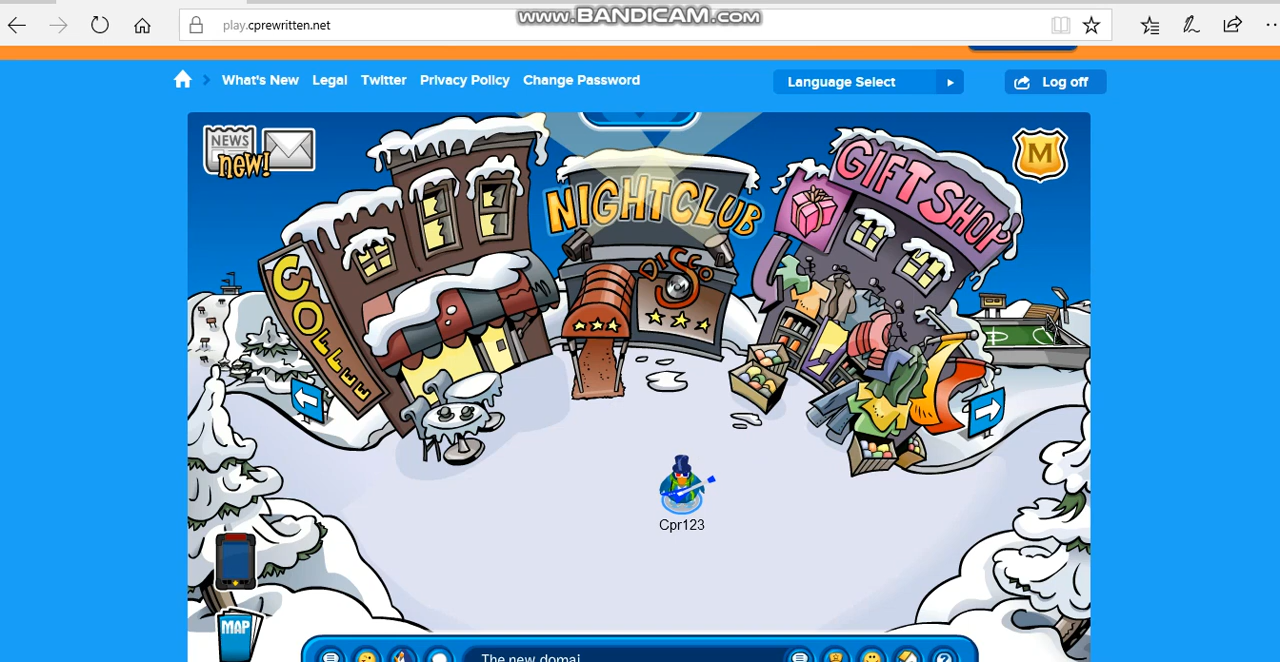 www.BANDICAM.com
play.cprewritten.net
What's New Legal Twitter Privacy Policy Change Password
Language Select
Log off
NEWS
new!
M
COFFEE
NIGHTCLUB
DISCO
GIFT SHOP
Cpr123
MAP
The new domai